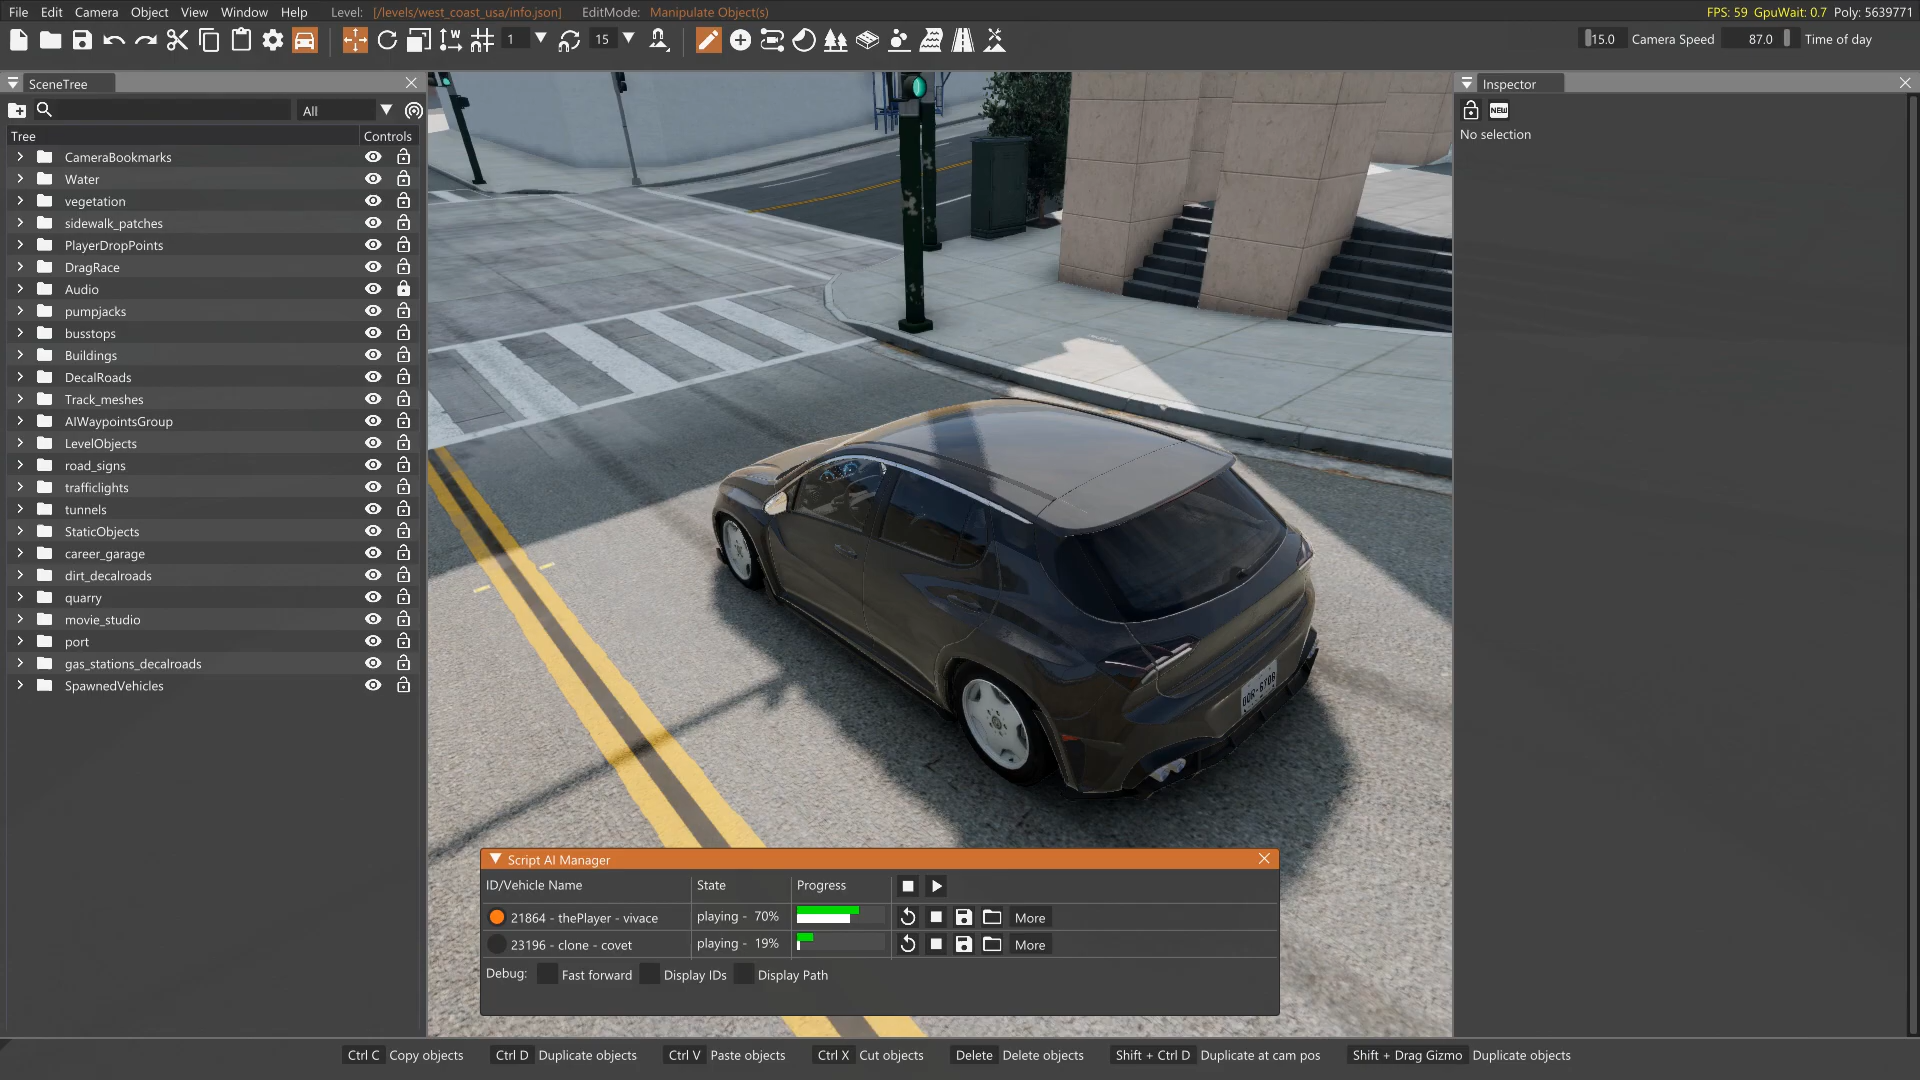 File Edit Camera Object View Window Help Level: [/levels/west_coast_usa/info.json] EditMode: Manipulate Object(s) FPS: 59 GpuWait: 0.7 Poly: 5639771
1 15 15.0 Camera Speed 87.0 Time of day
SceneTree
All
Tree Controls
CameraBookmarks
Water
vegetation
sidewalk_patches
PlayerDropPoints
DragRace
Audio
pumpjacks
busstops
Buildings
DecalRoads
Track_meshes
AIWaypointsGroup
LevelObjects
road_signs
trafficlights
tunnels
StaticObjects
career_garage
dirt_decalroads
quarry
movie_studio
port
gas_stations_decalroads
SpawnedVehicles
Inspector
NEW
No selection
Script AI Manager
ID/Vehicle Name State Progress
21864 - thePlayer - vivace playing - 70% More
23196 - clone - covet playing - 19% More
Debug: Fast forward Display IDs Display Path
Ctrl C Copy objects Ctrl D Duplicate objects Ctrl V Paste objects Ctrl X Cut objects Delete Delete objects Shift + Ctrl D Duplicate at cam pos Shift + Drag Gizmo Duplicate objects